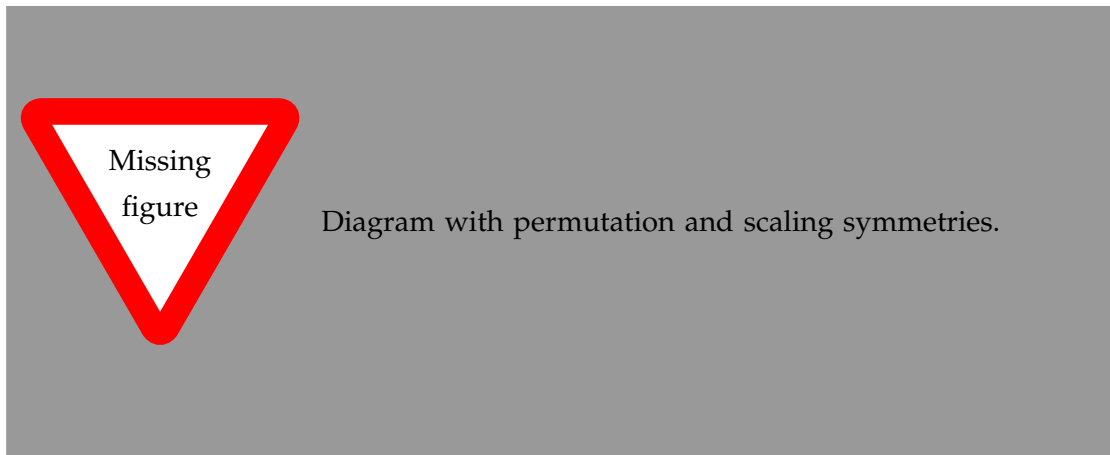 Missing
figure
Diagram with permutation and scaling symmetries.